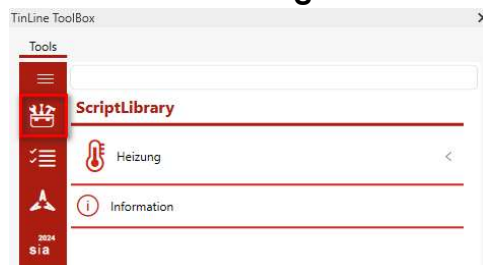 TinLine ToolBox
Tools
ScriptLibrary
Heizung
Information
2024
sia